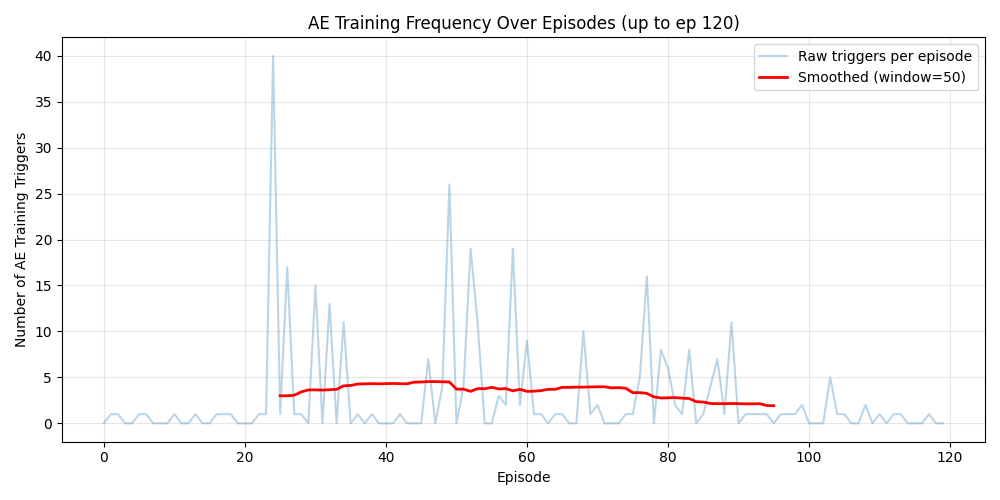 AE Training Frequency Over Episodes (up to ep 120)
Raw triggers per episode
Smoothed (window=50)
Number of AE Training Triggers
40
35
30
25
20
15
10
5
0
0 20 40 60 80 100 120
Episode